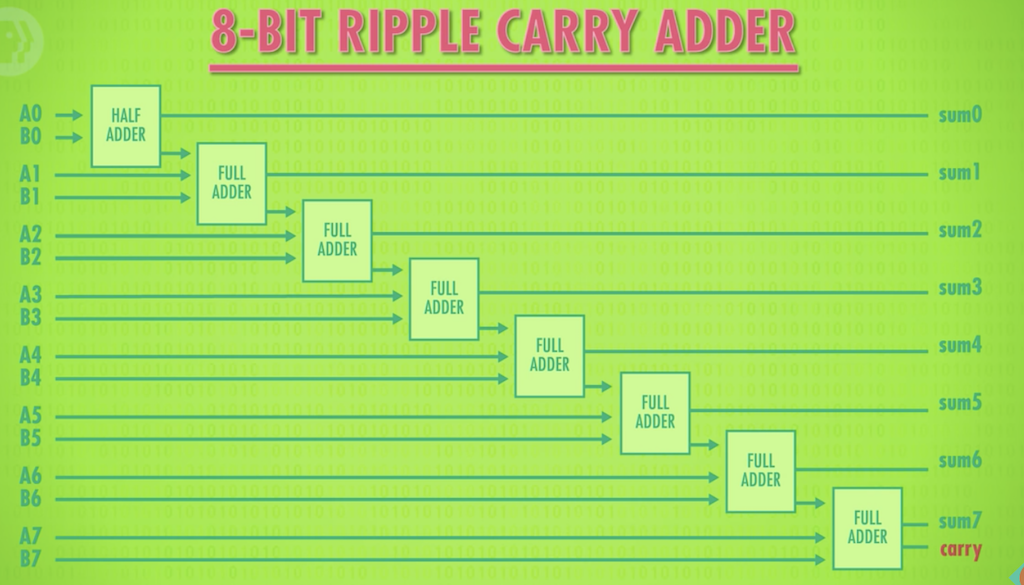 8-BIT RIPPLE CARRY ADDER
A0
B0
HALF
ADDER
sum0
A1
B1
FULL
ADDER
sum1
A2
B2
FULL
ADDER
sum2
A3
B3
FULL
ADDER
sum3
A4
B4
FULL
ADDER
sum4
A5
B5
FULL
ADDER
sum5
A6
B6
FULL
ADDER
sum6
A7
B7
FULL
ADDER
sum7
carry